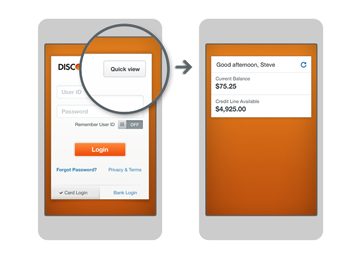 DISC
Quick view
User ID
Password
Remember User ID
OFF
Login
Forgot Password?
Privacy & Terms
Card Login
Bank Login
Good afternoon, Steve
Current Balance
$75.25
Credit Line Available
$4,925.00